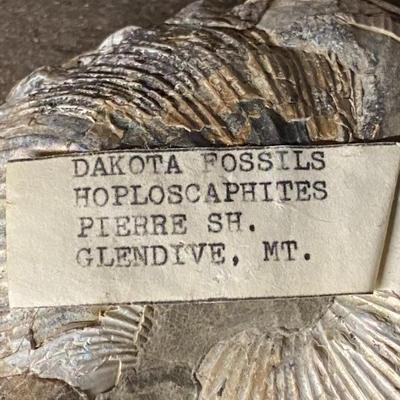 DAKOTA FOSSILS
HOPLOSCAPHITES
PIERRE SH.
GLENDIVE, MT.